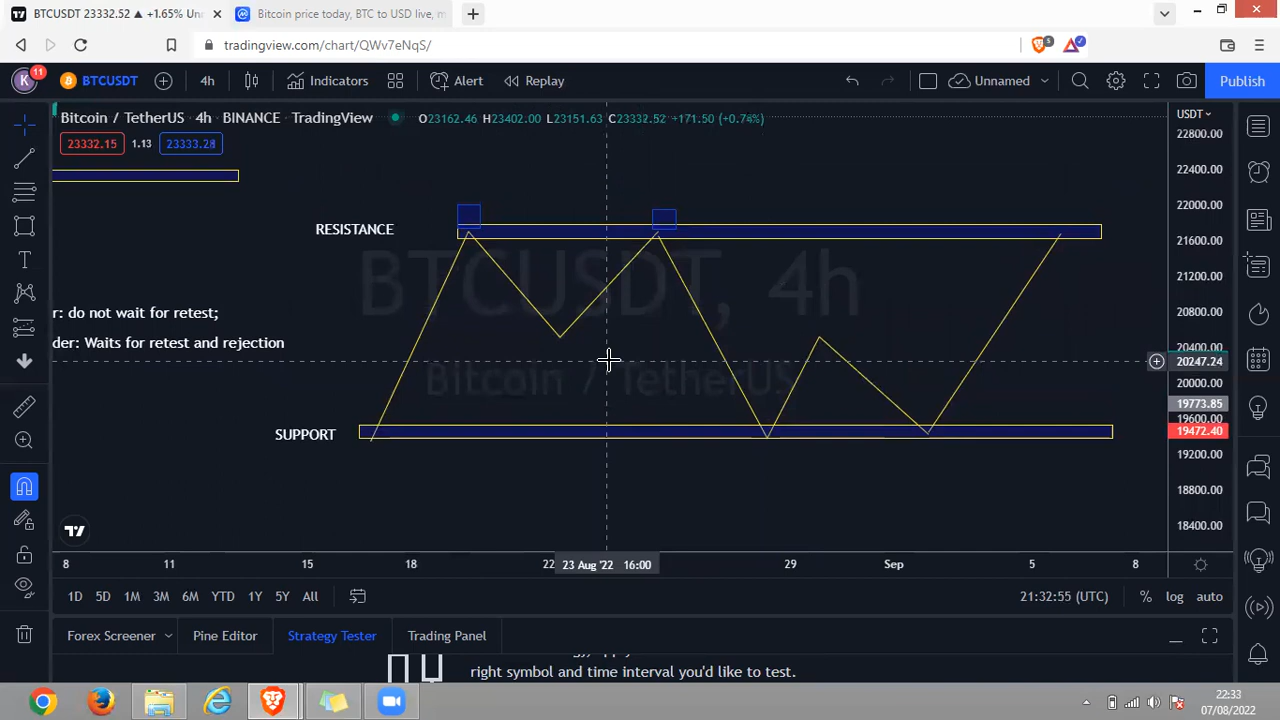 BTCUSDT 23332.52 ▲ +1.65% Un
Bitcoin price today, BTC to USD live, m
tradingview.com/chart/QWv7eNqS/
5
K
11
BTCUSDT
4h
Indicators
Alert
Replay
Unnamed
Publish
Bitcoin / TetherUS · 4h · BINANCE · TradingView
O23162.46 H23402.00 L23151.63 C23332.52 +171.50 (+0.74%)
USDT
23332.15
1.13
23333.28
22800.00
22400.00
22000.00
21600.00
21200.00
20800.00
20400.00
20247.24
20000.00
19773.85
19600.00
19472.40
19200.00
18800.00
18400.00
RESISTANCE
BTCUSDT, 4h
Bitcoin / TetherUS
r: do not wait for retest;
der: Waits for retest and rejection
SUPPORT
8
11
15
18
22
23 Aug '22 16:00
29
Sep
5
8
1D
5D
1M
3M
6M
YTD
1Y
5Y
All
21:32:55 (UTC)
%
log
auto
Forex Screener
Pine Editor
Strategy Tester
Trading Panel
right symbol and time interval you'd like to test.
22:33
07/08/2022